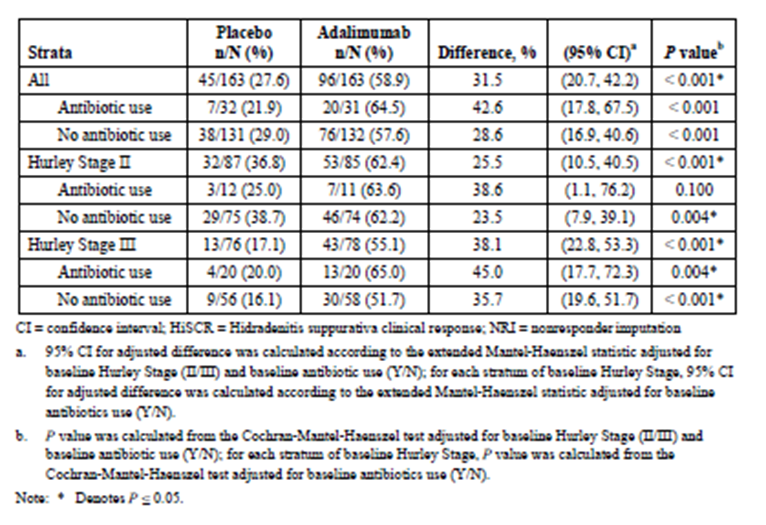 Strata Placebo n/N (%) Adalimumab n/N (%) Difference, % (95% CI)a P valueb
All 45/163 (27.6) 96/163 (58.9) 31.5 (20.7, 42.2) < 0.001*
Antibiotic use 7/32 (21.9) 20/31 (64.5) 42.6 (17.8, 67.5) < 0.001
No antibiotic use 38/131 (29.0) 76/132 (57.6) 28.6 (16.9, 40.6) < 0.001
Hurley Stage II 32/87 (36.8) 53/85 (62.4) 25.5 (10.5, 40.5) < 0.001*
Antibiotic use 3/12 (25.0) 7/11 (63.6) 38.6 (1.1, 76.2) 0.100
No antibiotic use 29/75 (38.7) 46/74 (62.2) 23.5 (7.9, 39.1) 0.004*
Hurley Stage III 13/76 (17.1) 43/78 (55.1) 38.1 (22.8, 53.3) < 0.001*
Antibiotic use 4/20 (20.0) 13/20 (65.0) 45.0 (17.7, 72.3) 0.004*
No antibiotic use 9/56 (16.1) 30/58 (51.7) 35.7 (19.6, 51.7) < 0.001*
CI = confidence interval; HiSCR = Hidradenitis suppurativa clinical response; NRI = nonresponder imputation
a. 95% CI for adjusted difference was calculated according to the extended Mantel-Haenszel statistic adjusted for
baseline Hurley Stage (II/III) and baseline antibiotic use (Y/N); for each stratum of baseline Hurley Stage, 95% CI
for adjusted difference was calculated according to the extended Mantel-Haenszel statistic adjusted for baseline
antibiotics use (Y/N).
b. P value was calculated from the Cochran-Mantel-Haenszel test adjusted for baseline Hurley Stage (II/III) and
baseline antibiotic use (Y/N); for each stratum of baseline Hurley Stage, P value was calculated from the
Cochran-Mantel-Haenszel test adjusted for baseline antibiotics use (Y/N).
Note: * Denotes P ≤ 0.05.